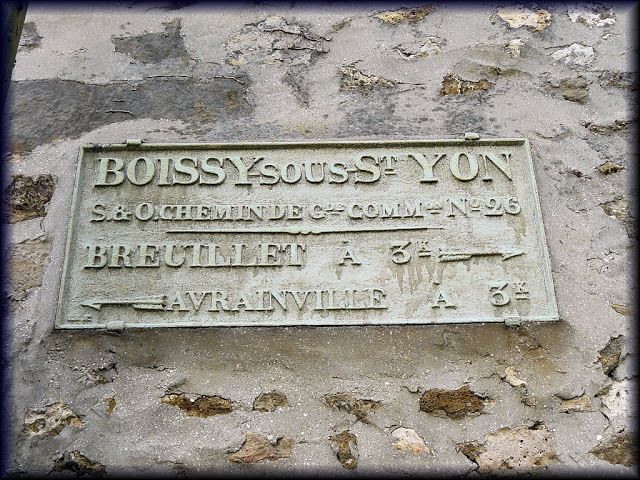 BOISSY-SOUS-ST YON
S.& O. CHEMIN DE GDE COMMON No 26
BREUILLET A 3K
AVRAINVILLE A 3K